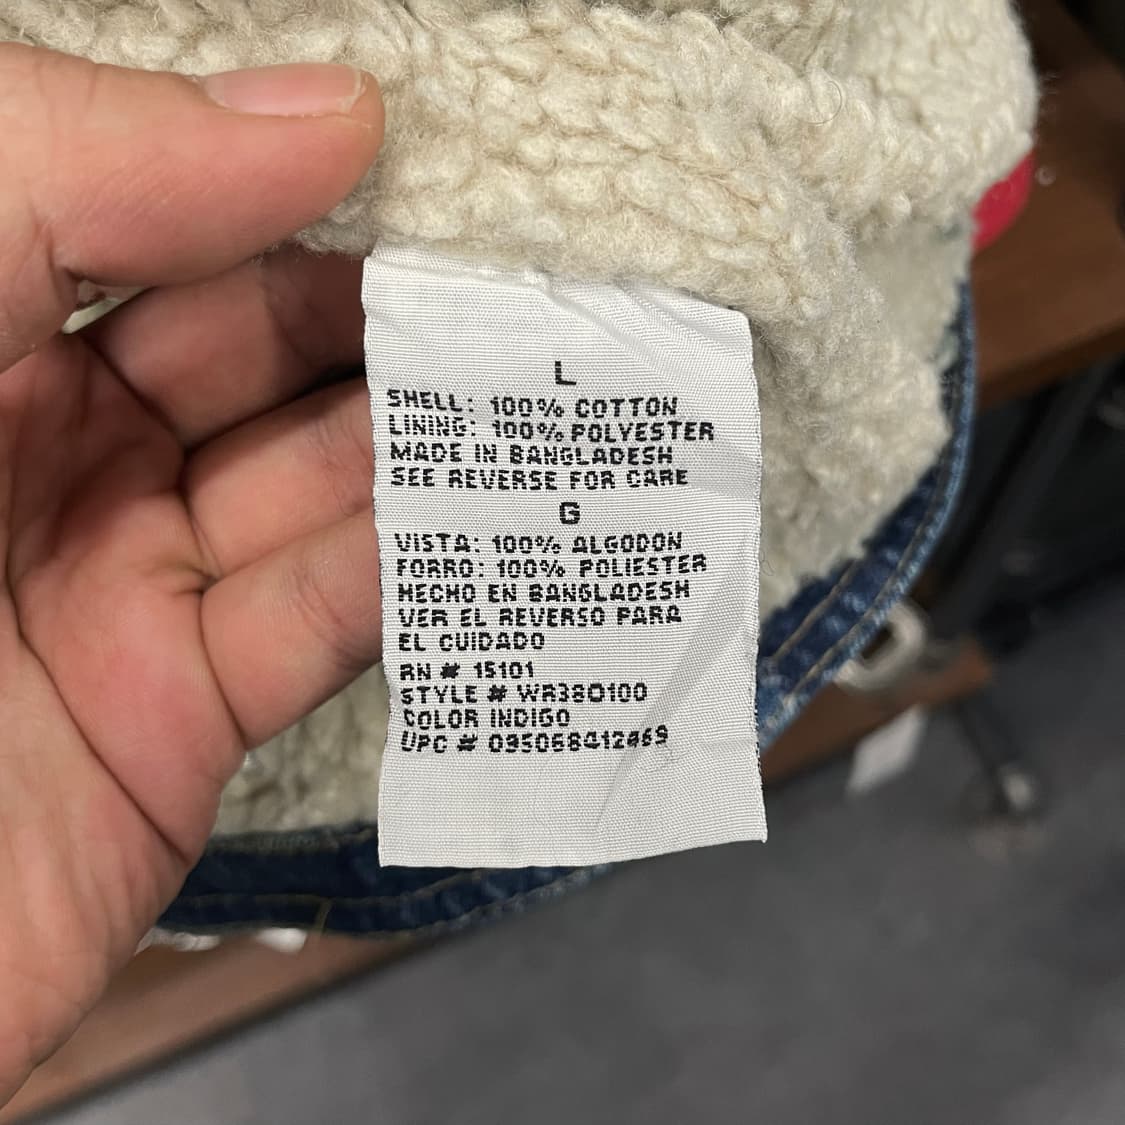 L
SHELL: 100% COTTON
LINING: 100% POLYESTER
MADE IN BANGLADESH
SEE REVERSE FOR CARE
G
VISTA: 100% ALGODON
FORRO: 100% POLIESTER
HECHO EN BANGLADESH
VER EL REVERSO PARA
EL CUIDADO
RN # 15101
STYLE # WR380100
COLOR INDIGO
UPC #